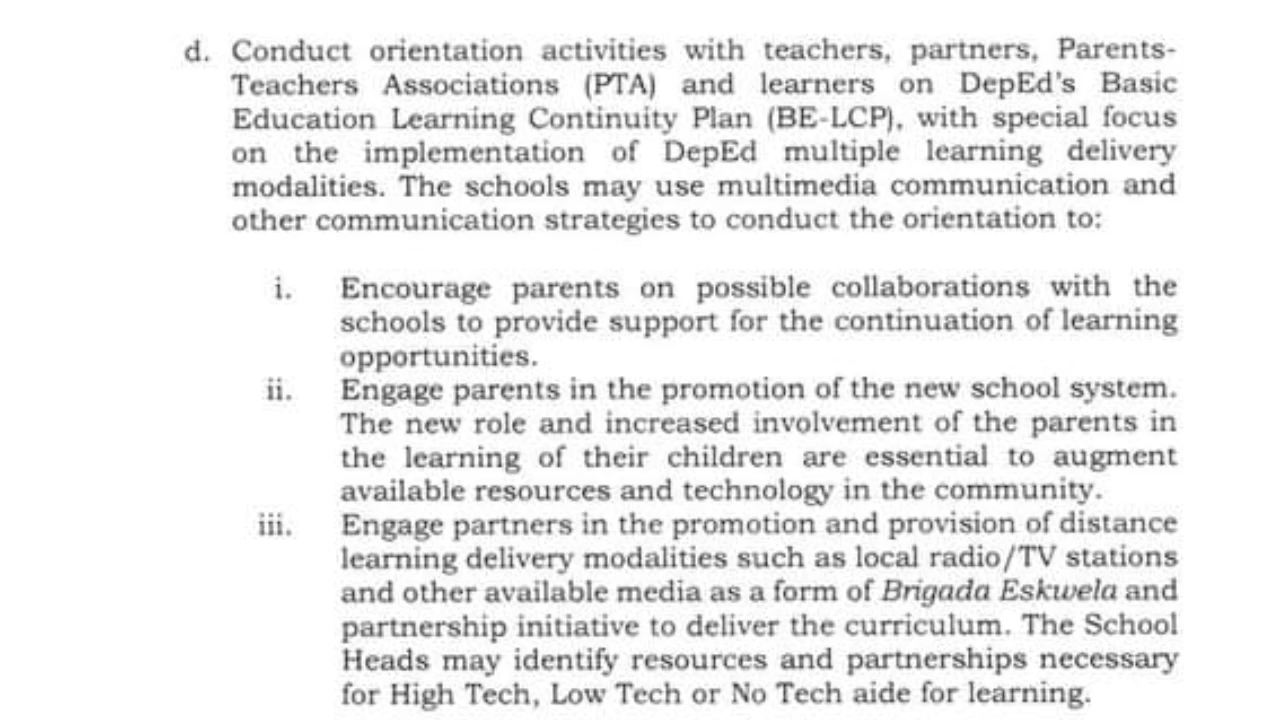 d. Conduct orientation activities with teachers, partners, Parents-
Teachers Associations (PTA) and learners on DepEd's Basic
Education Learning Continuity Plan (BE-LCP), with special focus
on the implementation of DepEd multiple learning delivery
modalities. The schools may use multimedia communication and
other communication strategies to conduct the orientation to:
i. Encourage parents on possible collaborations with the
schools to provide support for the continuation of learning
opportunities.
ii. Engage parents in the promotion of the new school system.
The new role and increased involvement of the parents in
the learning of their children are essential to augment
available resources and technology in the community.
iii. Engage partners in the promotion and provision of distance
learning delivery modalities such as local radio/TV stations
and other available media as a form of Brigada Eskwela and
partnership initiative to deliver the curriculum. The School
Heads may identify resources and partnerships necessary
for High Tech, Low Tech or No Tech aide for learning.